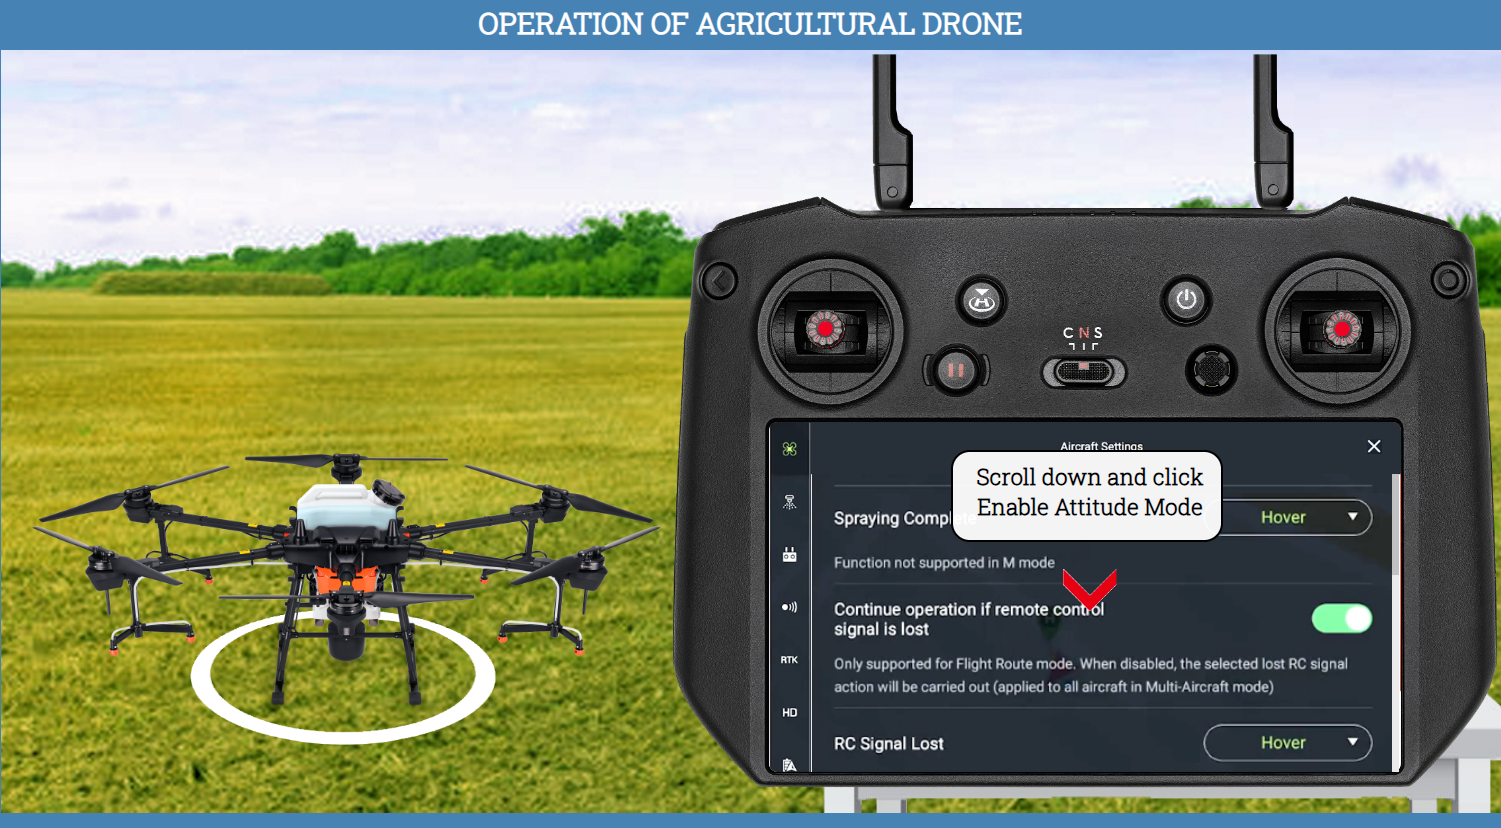 OPERATION OF AGRICULTURAL DRONE
C N S
Aircraft Settings
Scroll down and click
Enable Attitude Mode
Spraying Comple
Hover
Function not supported in M mode
Continue operation if remote control
signal is lost
Only supported for Flight Route mode. When disabled, the selected lost RC signal
action will be carried out (applied to all aircraft in Multi-Aircraft mode)
RTK
HD
RC Signal Lost
Hover